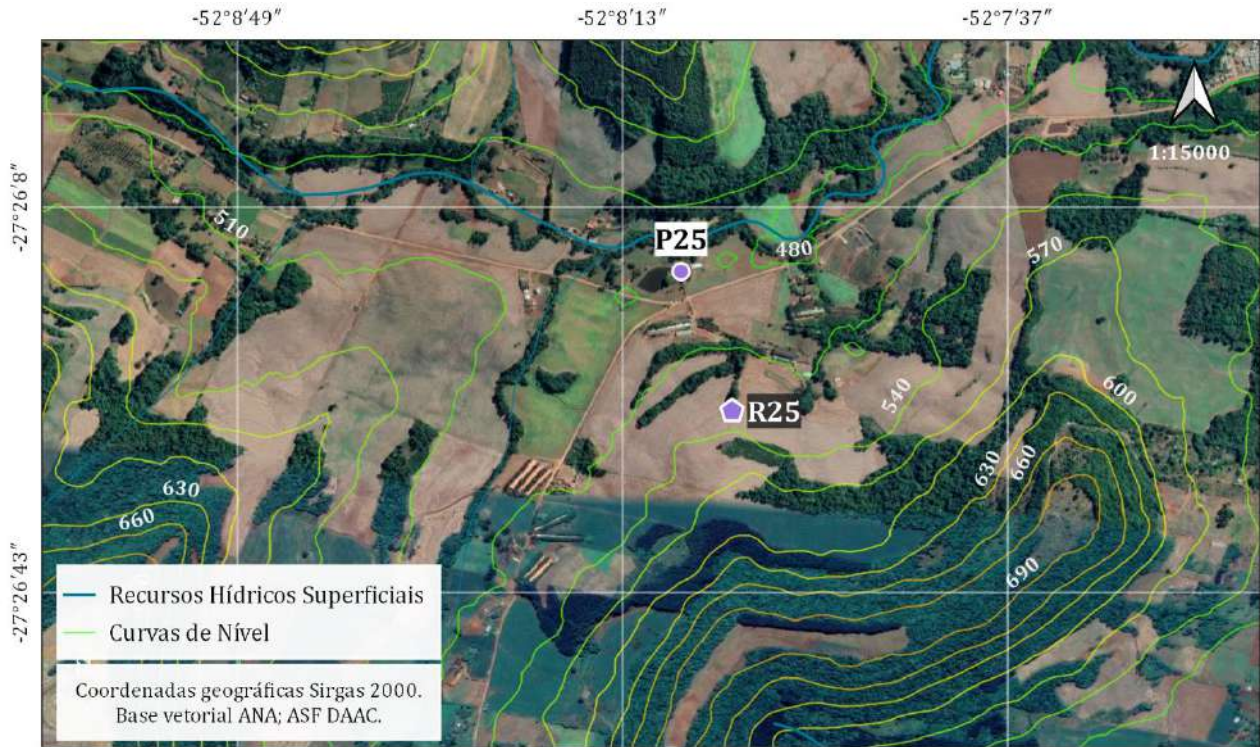 -52°8′49″
-52°8′13″
-52°7′37″
-27°26′8″
1:15000
510
P25
480
570
540
R25
600
630
660
630
660
690
-27°26′43″
Recursos Hídricos Superficiais
Curvas de Nível
Coordenadas geográficas Sirgas 2000.
Base vetorial ANA; ASF DAAC.